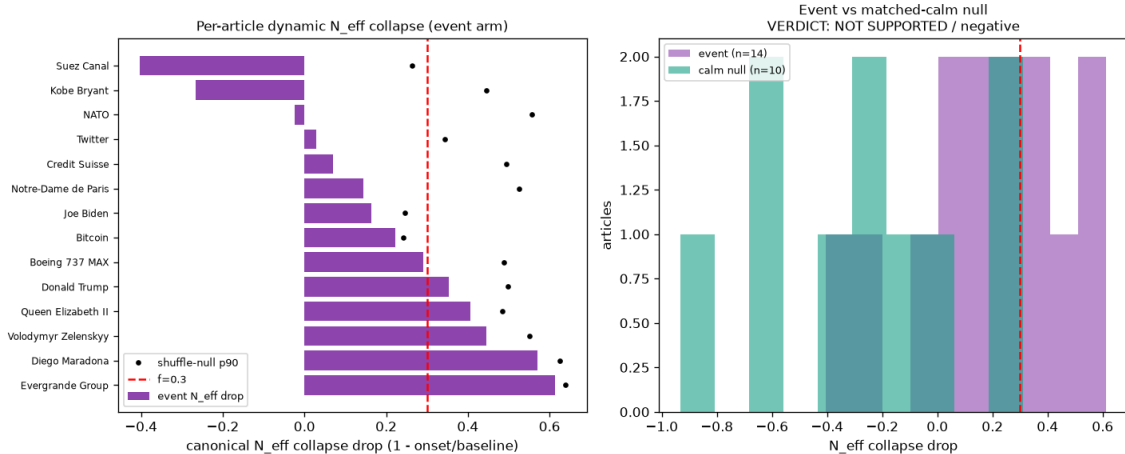 Per-article dynamic N_eff collapse (event arm)
Suez Canal
Kobe Bryant
NATO
Twitter
Credit Suisse
Notre-Dame de Paris
Joe Biden
Bitcoin
Boeing 737 MAX
Donald Trump
Queen Elizabeth II
Volodymyr Zelenskyy
Diego Maradona
Evergrande Group
shuffle-null p90
f=0.3
event N_eff drop
−0.4 −0.2 0.0 0.2 0.4 0.6
canonical N_eff collapse drop (1 - onset/baseline)
Event vs matched-calm null
VERDICT: NOT SUPPORTED / negative
event (n=14)
calm null (n=10)
articles
2.00
1.75
1.50
1.25
1.00
0.75
0.50
0.25
0.00
−1.0 −0.8 −0.6 −0.4 −0.2 0.0 0.2 0.4 0.6
N_eff collapse drop